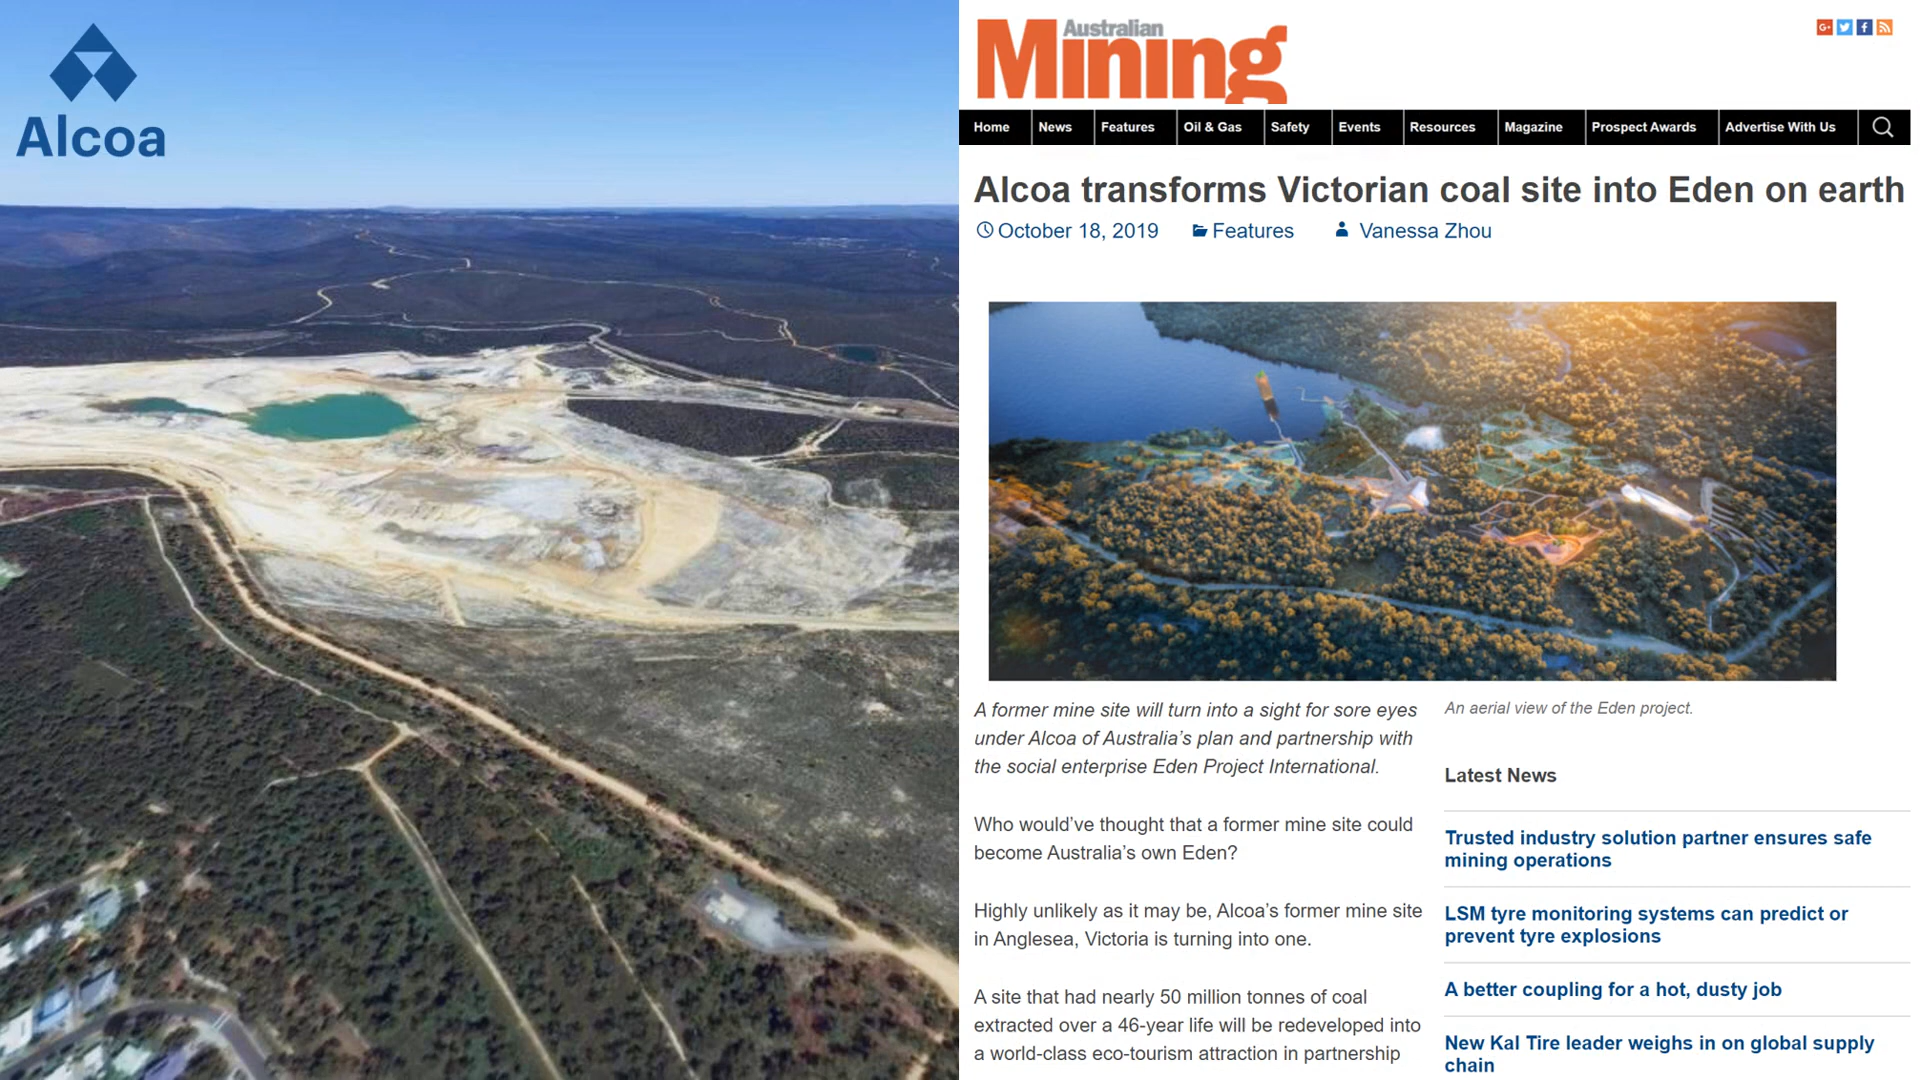 Alcoa
Australian
Mining
Home
News
Features
Oil & Gas
Safety
Events
Resources
Magazine
Prospect Awards
Advertise With Us
Alcoa transforms Victorian coal site into Eden on earth
October 18, 2019
Features
Vanessa Zhou
A former mine site will turn into a sight for sore eyes
under Alcoa of Australia’s plan and partnership with
the social enterprise Eden Project International.
Who would’ve thought that a former mine site could
become Australia’s own Eden?
Highly unlikely as it may be, Alcoa’s former mine site
in Anglesea, Victoria is turning into one.
A site that had nearly 50 million tonnes of coal
extracted over a 46-year life will be redeveloped into
a world-class eco-tourism attraction in partnership
An aerial view of the Eden project.
Latest News
Trusted industry solution partner ensures safe
mining operations
LSM tyre monitoring systems can predict or
prevent tyre explosions
A better coupling for a hot, dusty job
New Kal Tire leader weighs in on global supply
chain